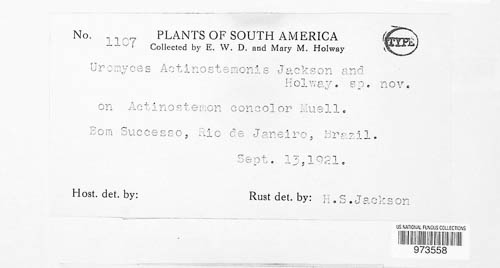 No. 1107 PLANTS OF SOUTH AMERICA
Collected by E. W. D. and Mary M. Holway
TYPE
Uromyces Actinostemonis Jackson and
Holway. sp. nov.
on Actinostemon concolor Muell.
Bom Successo, Rio de Janeiro, Brazil.
Sept. 13,1921.
Host. det. by: Rust det. by: H.S.Jackson
US NATIONAL FUNGUS COLLECTIONS
973558